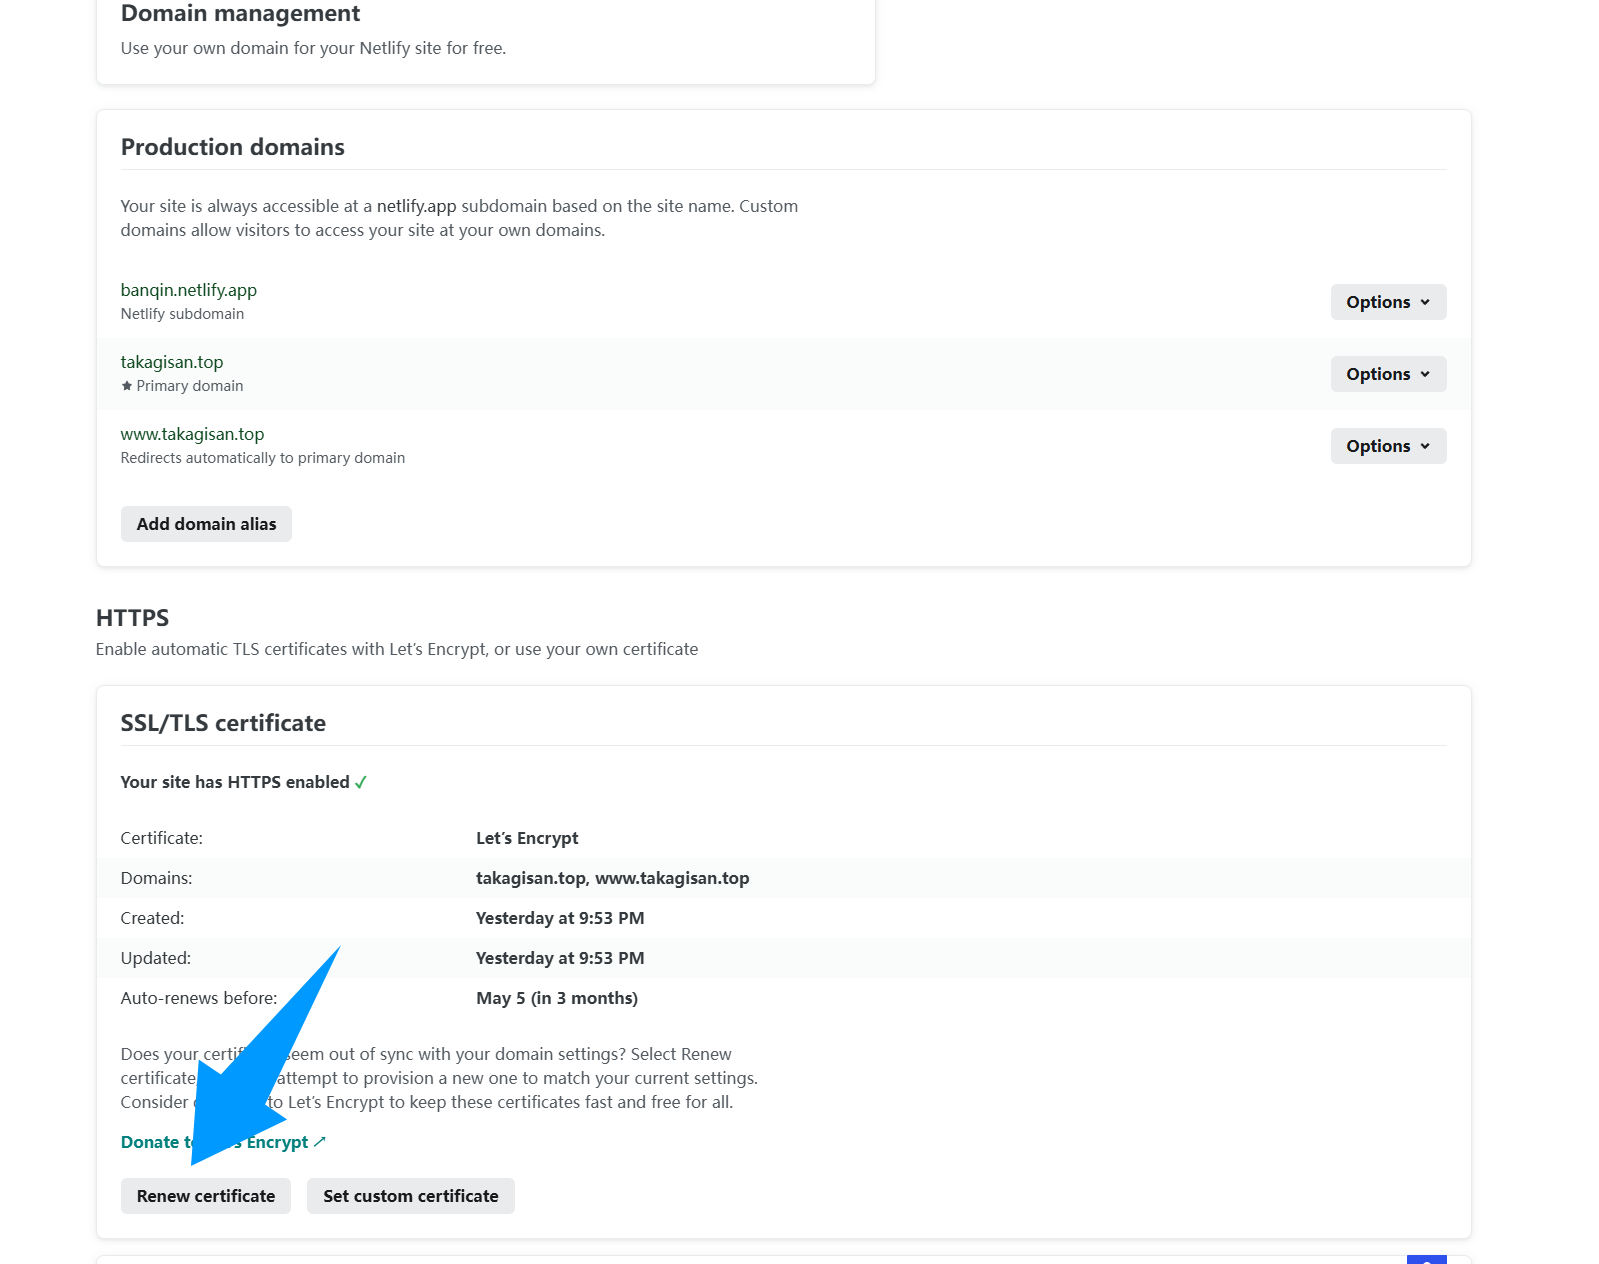 Domain management
Use your own domain for your Netlify site for free.
Production domains
Your site is always accessible at a netlify.app subdomain based on the site name. Custom
domains allow visitors to access your site at your own domains.
banqin.netlify.app
Netlify subdomain
Options
takagisan.top
★ Primary domain
Options
www.takagisan.top
Redirects automatically to primary domain
Options
Add domain alias
HTTPS
Enable automatic TLS certificates with Let's Encrypt, or use your own certificate
SSL/TLS certificate
Your site has HTTPS enabled ✓
Certificate: Let's Encrypt
Domains: takagisan.top, www.takagisan.top
Created: Yesterday at 9:53 PM
Updated: Yesterday at 9:53 PM
Auto-renews before: May 5 (in 3 months)
Does your seem out of sync with your domain settings? Select Renew
certificate, attempt to provision a new one to match your current settings.
Consider to Let's Encrypt to keep these certificates fast and free for all.
Donate Encrypt ↗
Renew certificate
Set custom certificate